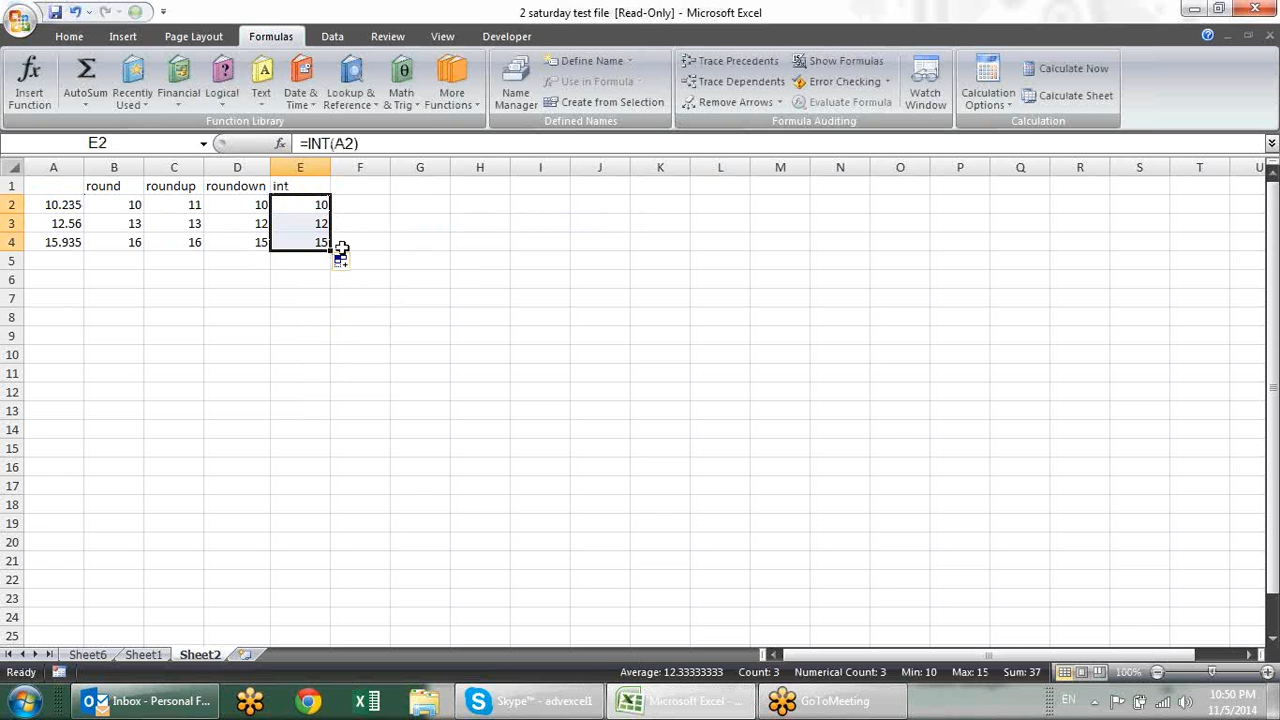 2 saturday test file [Read-Only] - Microsoft Excel
Home Insert Page Layout Formulas Data Review View Developer
Insert Function
AutoSum
Recently Used
Financial
Logical
Text
Date & Time
Lookup & Reference
Math & Trig
More Functions
Function Library
Name Manager
Define Name
Use in Formula
Create from Selection
Defined Names
Trace Precedents
Trace Dependents
Remove Arrows
Show Formulas
Error Checking
Evaluate Formula
Formula Auditing
Watch Window
Calculation Options
Calculate Now
Calculate Sheet
Calculation
E2 fx =INT(A2)
A B C D E F G H I J K L M N O P Q R S T U
1 round roundup roundown int
2 10.235 10 11 10 10
3 12.56 13 13 12 12
4 15.935 16 16 15 15
5
6
7
8
9
10
11
12
13
14
15
16
17
18
19
20
21
22
23
24
25
Sheet6 Sheet1 Sheet2
Ready Average: 12.33333333 Count: 3 Numerical Count: 3 Min: 10 Max: 15 Sum: 37 100%
Inbox - Personal F... Skype™ - advexcel1 Microsoft Excel - ... GoToMeeting EN 10:50 PM
11/5/2014